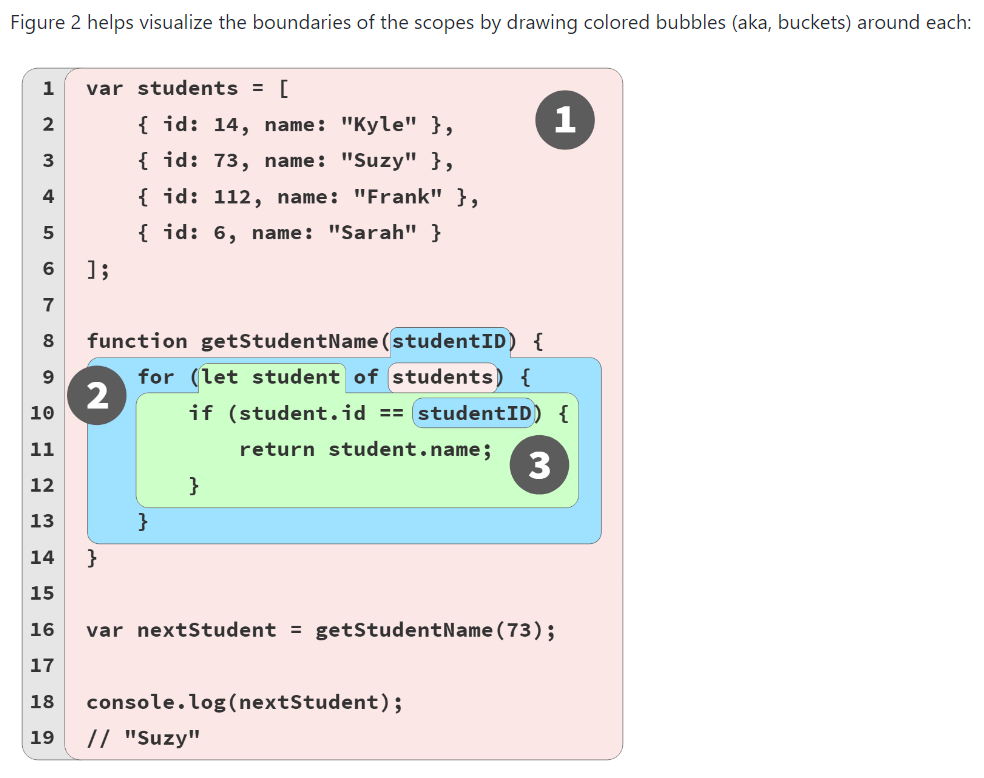 Figure 2 helps visualize the boundaries of the scopes by drawing colored bubbles (aka, buckets) around each:
1 var students = [
2 { id: 14, name: "Kyle" },
3 { id: 73, name: "Suzy" },
4 { id: 112, name: "Frank" },
5 { id: 6, name: "Sarah" }
6 ];
7
8 function getStudentName(studentID) {
9 for (let student of students) {
10 if (student.id == studentID) {
11 return student.name;
12 }
13 }
14 }
15
16 var nextStudent = getStudentName(73);
17
18 console.log(nextStudent);
19 // "Suzy"
1
2
3